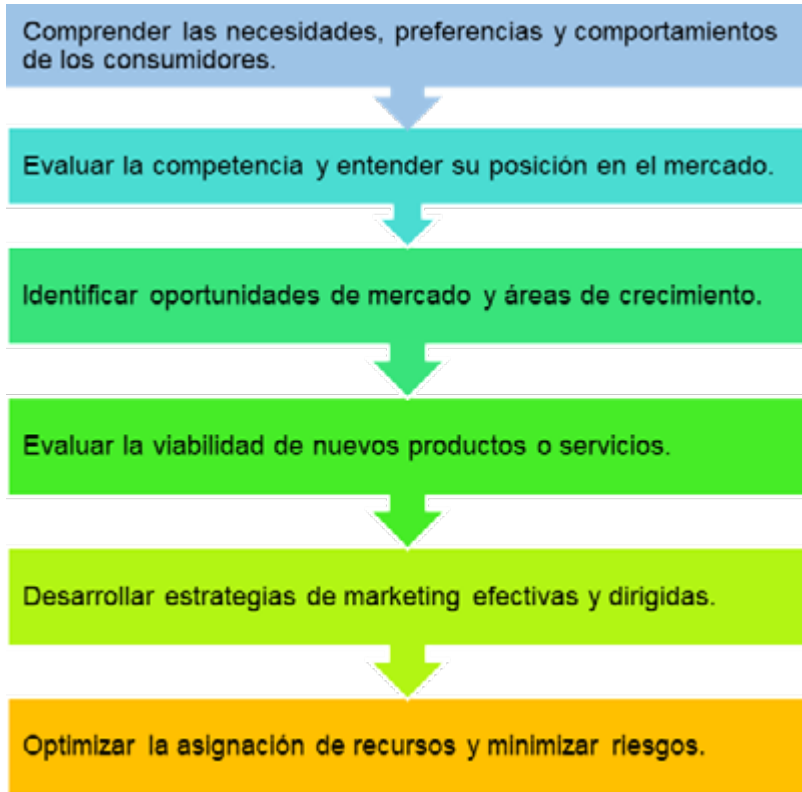 Comprender las necesidades, preferencias y comportamientos
de los consumidores.
Evaluar la competencia y entender su posición en el mercado.
Identificar oportunidades de mercado y áreas de crecimiento.
Evaluar la viabilidad de nuevos productos o servicios.
Desarrollar estrategias de marketing efectivas y dirigidas.
Optimizar la asignación de recursos y minimizar riesgos.